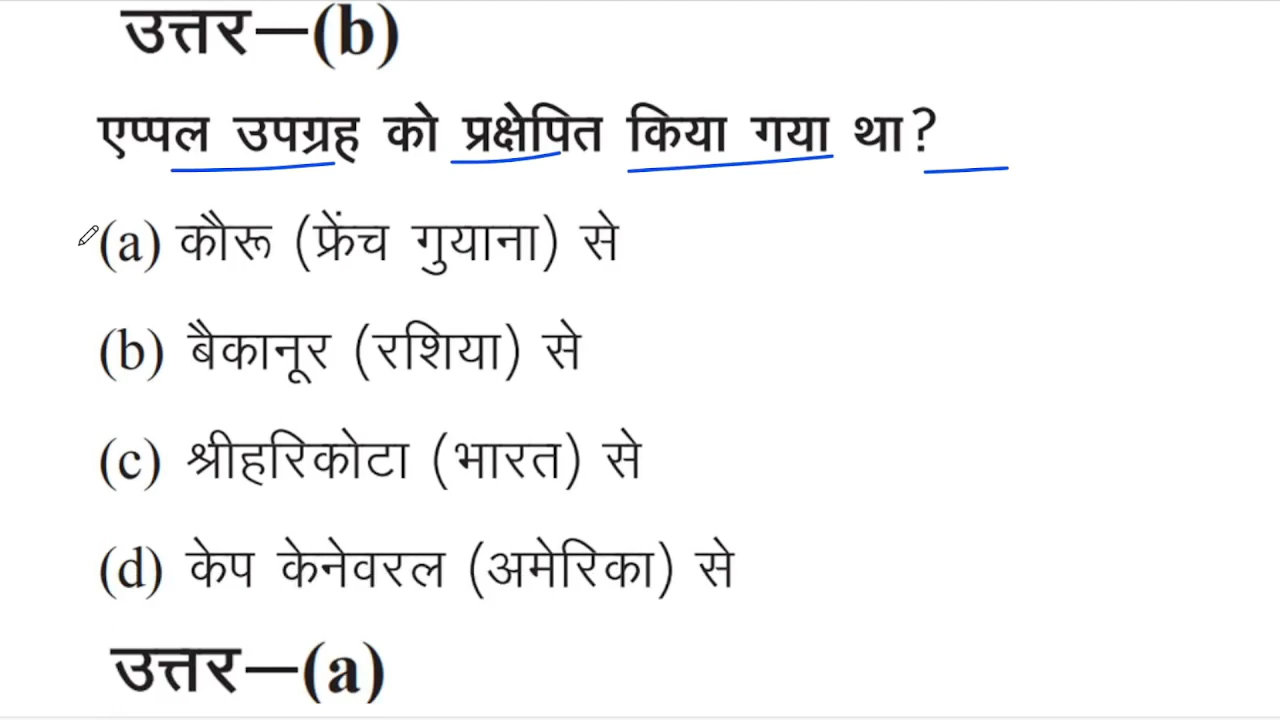 उत्तर—(b)
एप्पल उपग्रह को प्रक्षेपित किया गया था?
(a) कौरू (फ्रेंच गुयाना) से
(b) बैकानूर (रशिया) से
(c) श्रीहरिकोटा (भारत) से
(d) केप केनेवरल (अमेरिका) से
उत्तर—(a)